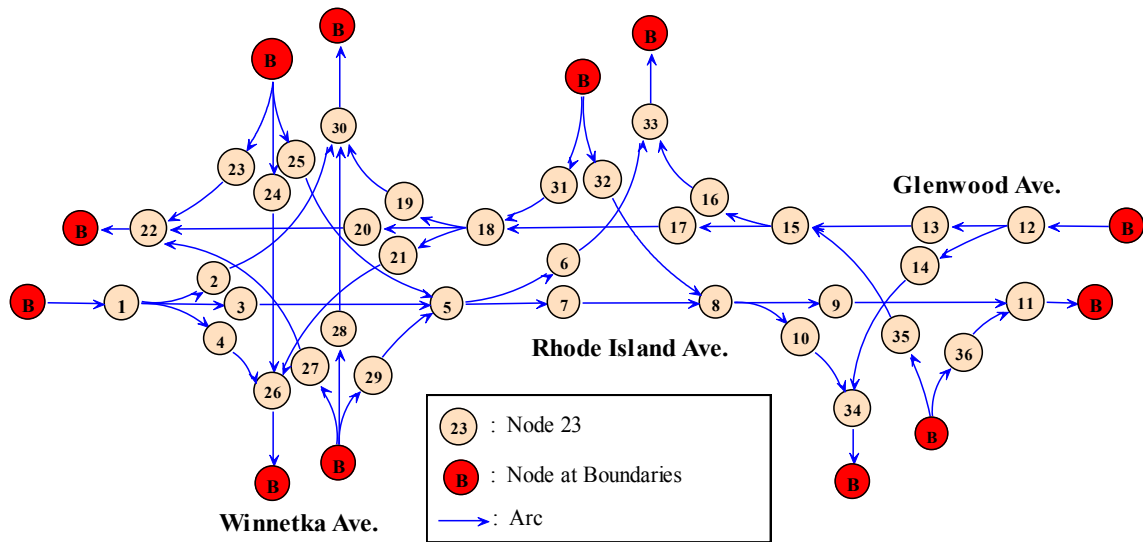 B
B
B
B
30
33
25
23
24
31
32
Glenwood Ave.
19
16
B
22
20
18
17
15
13
12
B
21
6
14
2
B
1
3
5
7
8
9
11
B
28
4
10
35
Rhode Island Ave.
36
27
29
26
34
23 : Node 23
B
B
B
B : Node at Boundaries
B
: Arc
Winnetka Ave.